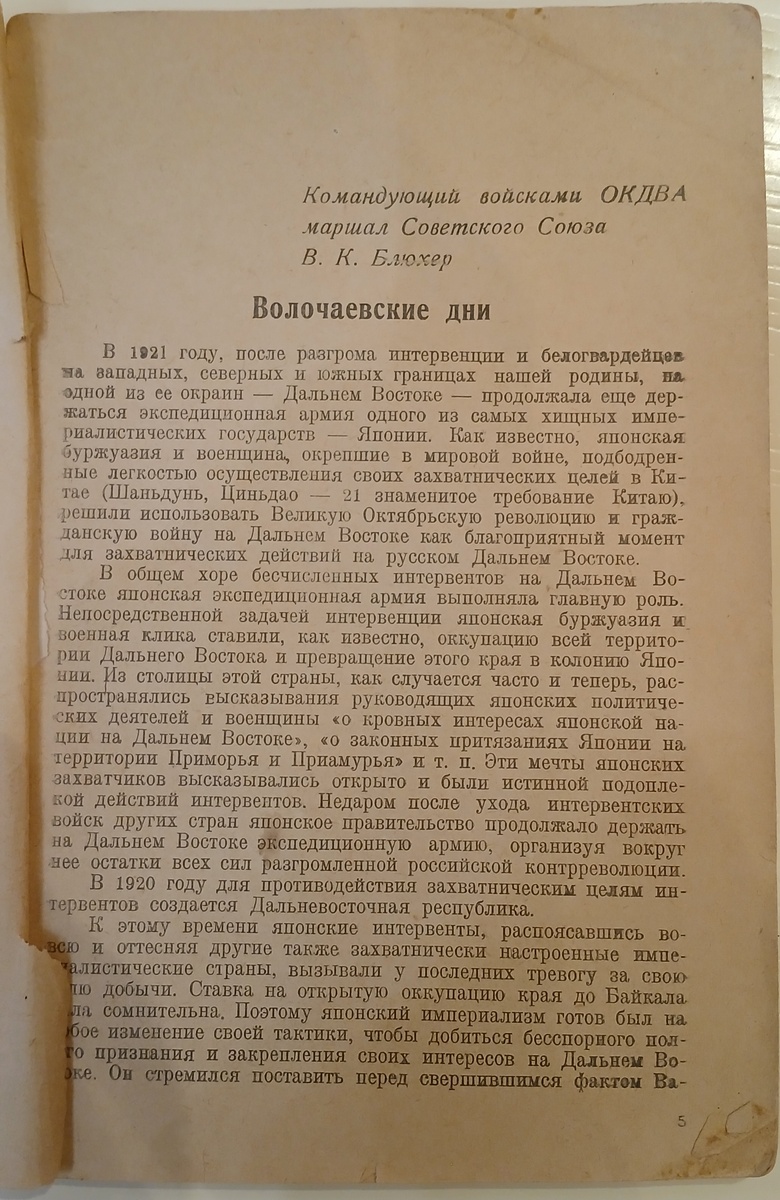 Командующий войсками ОКДВА
маршал Советского Союза
В. К. Блюхер
Волочаевские дни
В 1921 году, после разгрома интервенции и белогвардейцев
на западных, северных и южных границах нашей родины, на
одной из ее окраин — Дальнем Востоке — продолжала еще дер-
жаться экспедиционная армия одного из самых хищных импе-
риалистических государств — Японии. Как известно, японская
буржуазия и военщина, окрепшие в мировой войне, подбодрен-
ные легкостью осуществления своих захватнических целей в Ки-
тае (Шаньдунь, Циньдао — 21 знаменитое требование Китаю),
решили использовать Великую Октябрьскую революцию и граж-
данскую войну на Дальнем Востоке как благоприятный момент
для захватнических действий на русском Дальнем Востоке.
В общем хоре бесчисленных интервентов на Дальнем Во-
стоке японская экспедиционная армия выполняла главную роль.
Непосредственной задачей интервенции японская буржуазия и
военная клика ставили, как известно, оккупацию всей террито-
рии Дальнего Востока и превращение этого края в колонию Япо-
нии. Из столицы этой страны, как случается часто и теперь, рас-
пространялись высказывания руководящих японских политиче-
ских деятелей и военщины «о кровных интересах японской на-
ции на Дальнем Востоке», «о законных притязаниях Японии на
территории Приморья и Приамурья» и т. п. Эти мечты японских
захватчиков высказывались открыто и были истинной подопле-
кой действий интервентов. Недаром после ухода интервентских
войск других стран японское правительство продолжало держать
на Дальнем Востоке экспедиционную армию, организуя вокруг
нее остатки всех сил разгромленной российской контрреволюции.
В 1920 году для противодействия захватническим целям ин-
тервентов создается Дальневосточная республика.
К этому времени японские интервенты, распоясавшись во-
всю и оттесняя другие также захватнически настроенные импе-
алистические страны, вызывали у последних тревогу за свою
лю добычи. Ставка на открытую оккупацию края до Байкала
ла сомнительна. Поэтому японский империализм готов был на
бое изменение своей тактики, чтобы добиться бесспорного пол-
го признания и закрепления своих интересов на Дальнем Во-
ке. Он стремился поставить перед свершившимся фактом Ва-
5